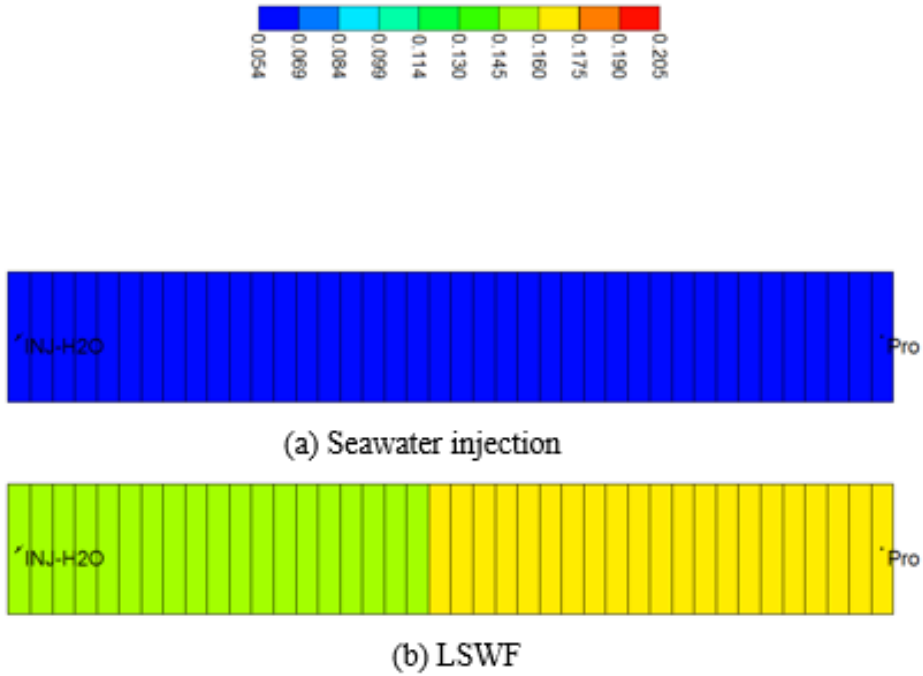 0.054 0.069 0.084 0.099 0.114 0.130 0.145 0.160 0.175 0.190 0.205
INJ-H2O Pro
(a) Seawater injection
INJ-H2O Pro
(b) LSWF